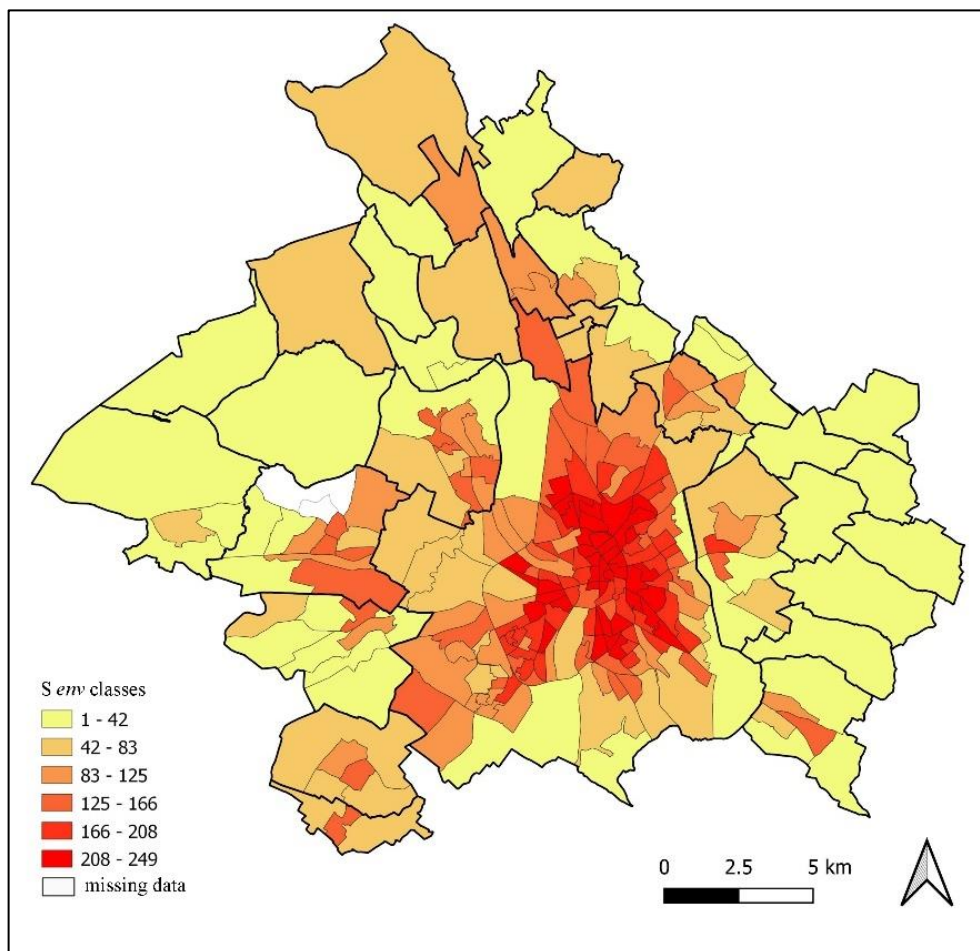 S env classes
1 - 42
42 - 83
83 - 125
125 - 166
166 - 208
208 - 249
missing data
0 2.5 5 km